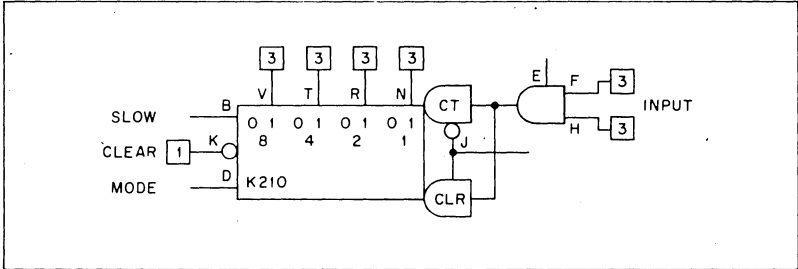 3 3 3 3
E F 3
V T R N
B CT INPUT
SLOW 0 1 0 1 0 1 0 1
H 3
K 8 4 2 1 J
CLEAR 1
D K210 CLR
MODE